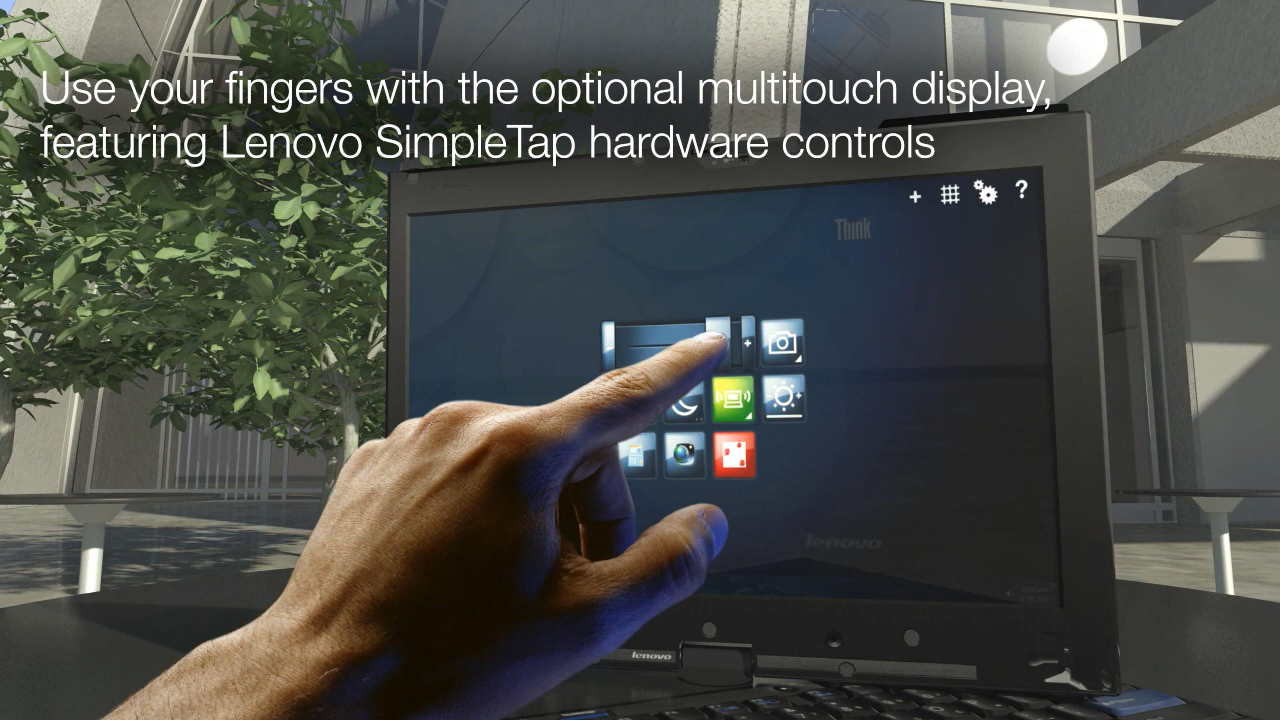 Use your fingers with the optional multitouch display,
featuring Lenovo SimpleTap hardware controls
?
Think
lenovo
lenovo